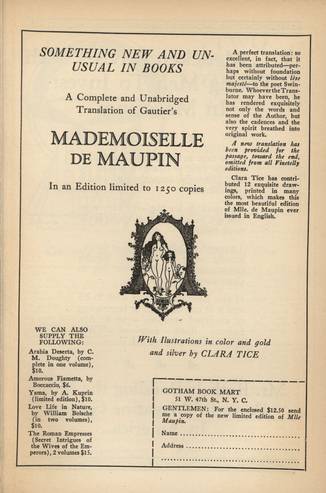 SOMETHING NEW AND UN-
USUAL IN BOOKS
A Complete and Unabridged
Translation of Gautier's
MADEMOISELLE
DE MAUPIN
In an Edition limited to 1250 copies
A perfect translation: so
excellent, in fact, that it
has been attributed—per-
haps without foundation
but certainly without lèse
majesté—to the poet Swin-
burne. Whoever the Trans-
lator may have been, he
has rendered exquisitely
not only the words and
sense of the Author, but
also the cadences and the
very spirit breathed into
original work.
A new translation has
been provided for the
passage, toward the end,
omitted from all Vizetelly
editions.
Clara Tice has contri-
buted 12 exquisite draw-
ings, printed in many
colors, which makes this
the most beautiful edition
of Mlle. de Maupin ever
issued in English.
With Ilustrations in color and gold
and silver by CLARA TICE
WE CAN ALSO
SUPPLY THE
FOLLOWING:
Arabia Deserta, by C.
M. Doughty (com-
plete in one volume),
$10.
Amorous Fiametta, by
Boccaccio, $6.
Yama, by A. Kuprin
(limited edition), $10.
Love Life in Nature,
by William Bolsche
(in two volumes),
$10.
The Roman Empresses
(Secret Intrigues of
the Wives of the Em-
perors), 2 volumes $15.
GOTHAM BOOK MART
51 W. 47th St., N. Y. C.
GENTLEMEN: For the enclosed $12.50 send
me a copy of the new limited edition of Mlle
Maupin.
Name
Address